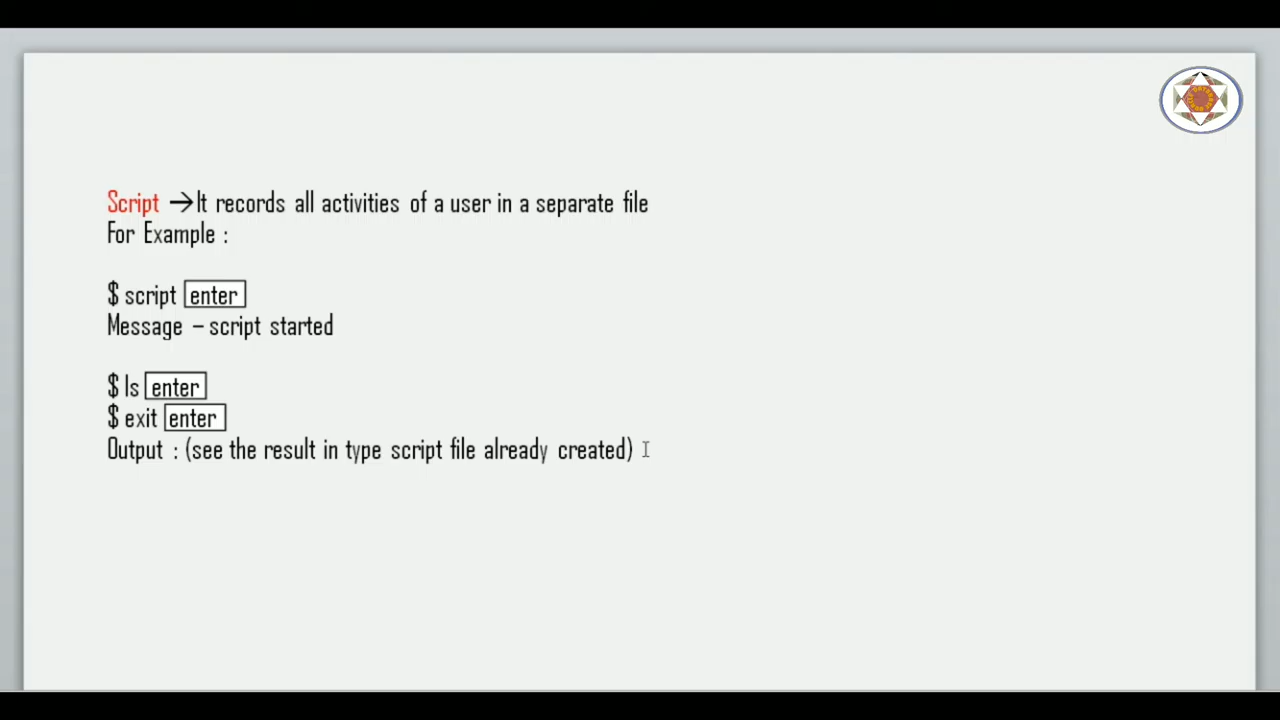 Script →It records all activities of a user in a separate file
For Example :
$ script enter
Message – script started
$ ls enter
$ exit enter
Output : (see the result in type script file already created)